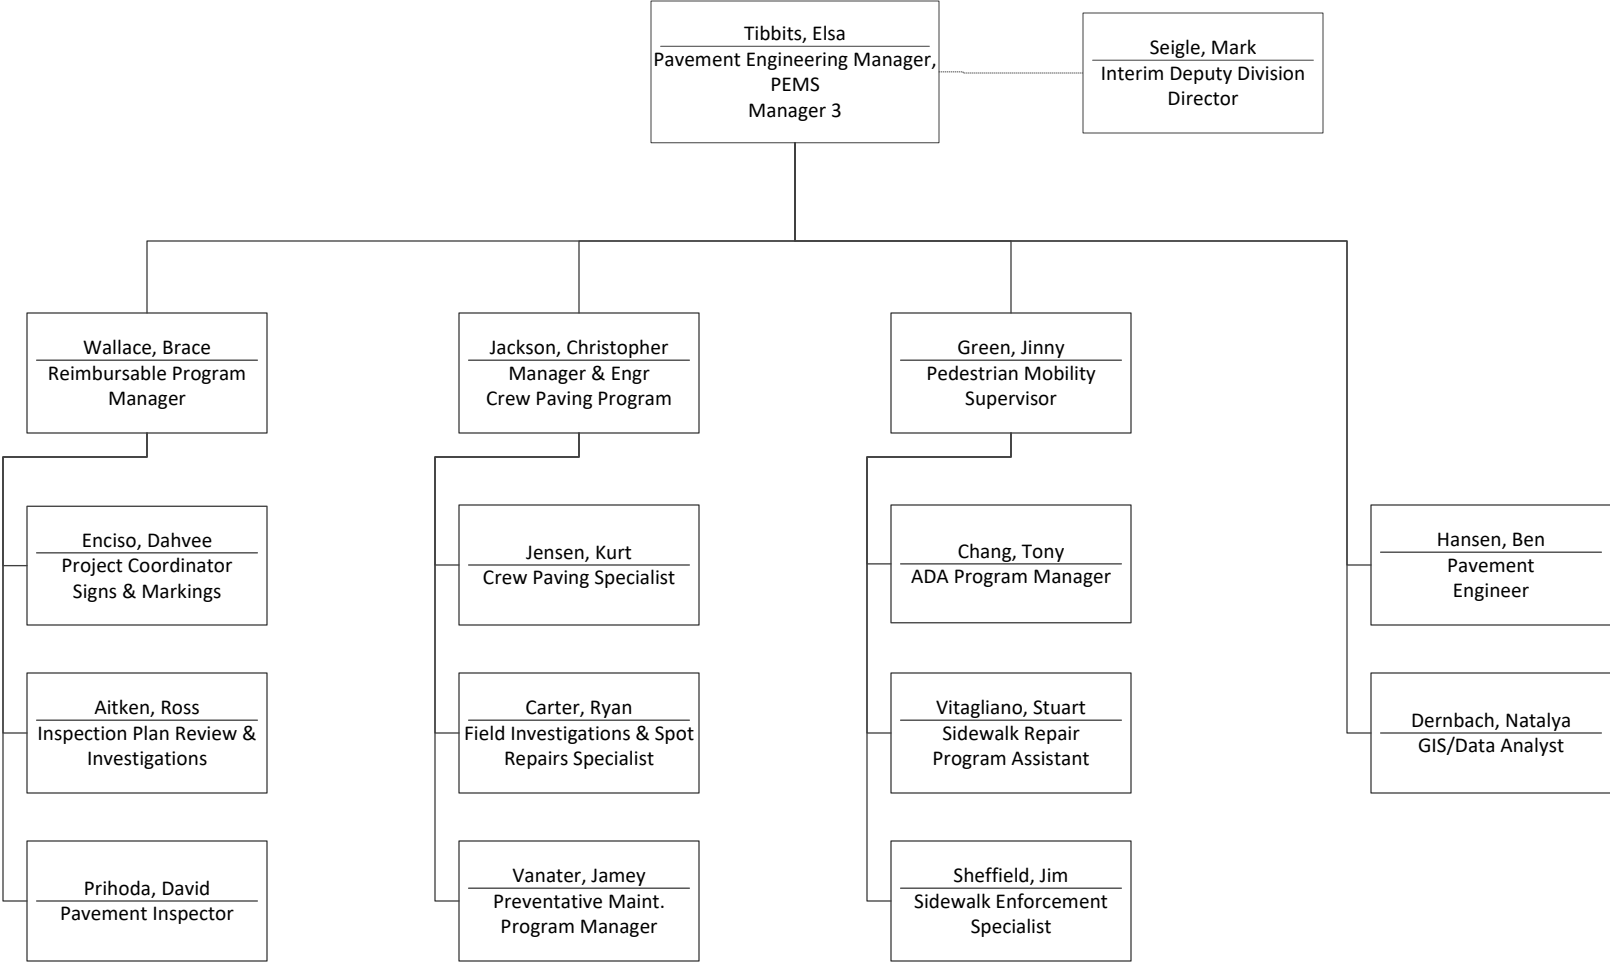 Tibbits, Elsa
Pavement Engineering Manager,
PEMS
Manager 3
Seigle, Mark
Interim Deputy Division
Director
Wallace, Brace
Reimbursable Program
Manager
Jackson, Christopher
Manager & Engr
Crew Paving Program
Green, Jinny
Pedestrian Mobility
Supervisor
Enciso, Dahvee
Project Coordinator
Signs & Markings
Jensen, Kurt
Crew Paving Specialist
Chang, Tony
ADA Program Manager
Hansen, Ben
Pavement
Engineer
Aitken, Ross
Inspection Plan Review &
Investigations
Carter, Ryan
Field Investigations & Spot
Repairs Specialist
Vitagliano, Stuart
Sidewalk Repair
Program Assistant
Dernbach, Natalya
GIS/Data Analyst
Prihoda, David
Pavement Inspector
Vanater, Jamey
Preventative Maint.
Program Manager
Sheffield, Jim
Sidewalk Enforcement
Specialist